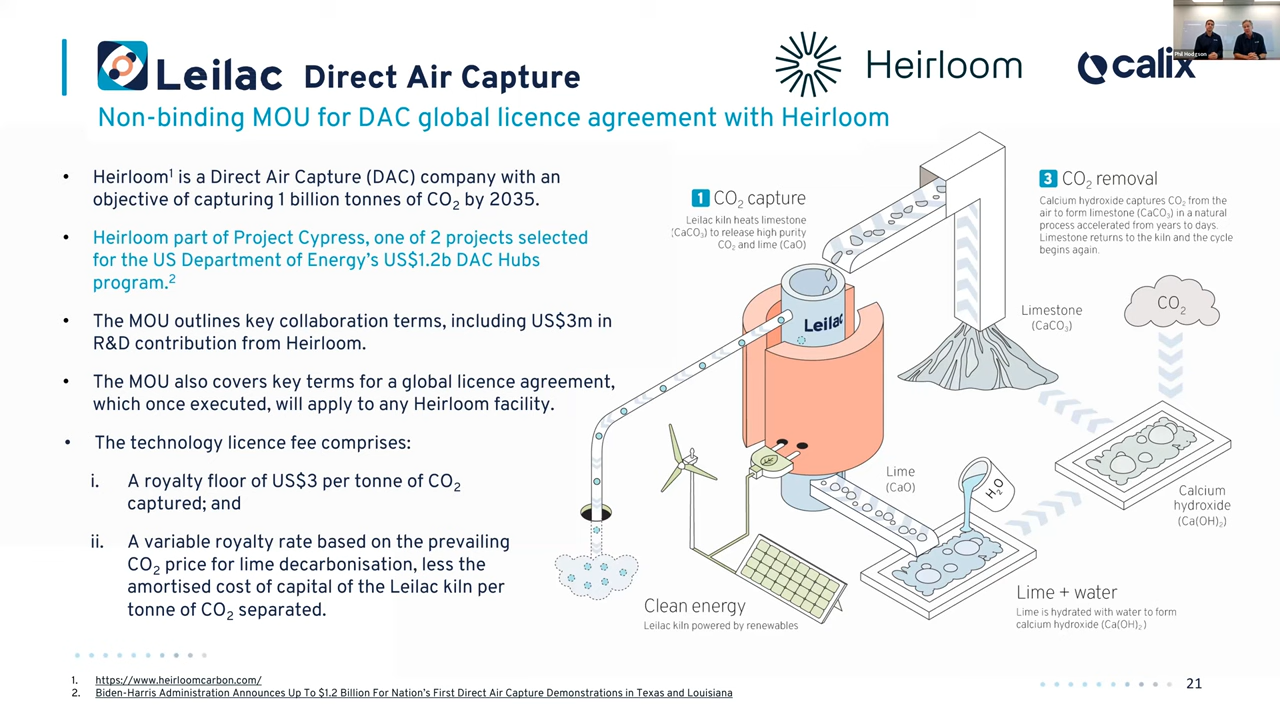 Leilac Direct Air Capture
Heirloom
calix
Phil Hodgson
Non-binding MOU for DAC global licence agreement with Heirloom
• Heirloom¹ is a Direct Air Capture (DAC) company with an
objective of capturing 1 billion tonnes of CO₂ by 2035.
• Heirloom part of Project Cypress, one of 2 projects selected
for the US Department of Energy's US$1.2b DAC Hubs
program.²
• The MOU outlines key collaboration terms, including US$3m in
R&D contribution from Heirloom.
• The MOU also covers key terms for a global licence agreement,
which once executed, will apply to any Heirloom facility.
• The technology licence fee comprises:
i. A royalty floor of US$3 per tonne of CO₂
captured; and
ii. A variable royalty rate based on the prevailing
CO₂ price for lime decarbonisation, less the
amortised cost of capital of the Leilac kiln per
tonne of CO₂ separated.
1 CO₂ capture
Leilac kiln heats limestone
(CaCO₃) to release high purity
CO₂ and lime (CaO)
3 CO₂ removal
Calcium hydroxide captures CO₂ from the
air to form limestone (CaCO₃) in a natural
process accelerated from years to days.
Limestone returns to the kiln and the cycle
begins again.
Leilac
Limestone
(CaCO₃)
CO₂
Lime
(CaO)
H₂O
Calcium
hydroxide
(Ca(OH)₂)
Clean energy
Leilac kiln powered by renewables
Lime + water
Lime is hydrated with water to form
calcium hydroxide (Ca(OH)₂)
1. https://www.heirloomcarbon.com/
2. Biden-Harris Administration Announces Up To $1.2 Billion For Nation's First Direct Air Capture Demonstrations in Texas and Louisiana
21